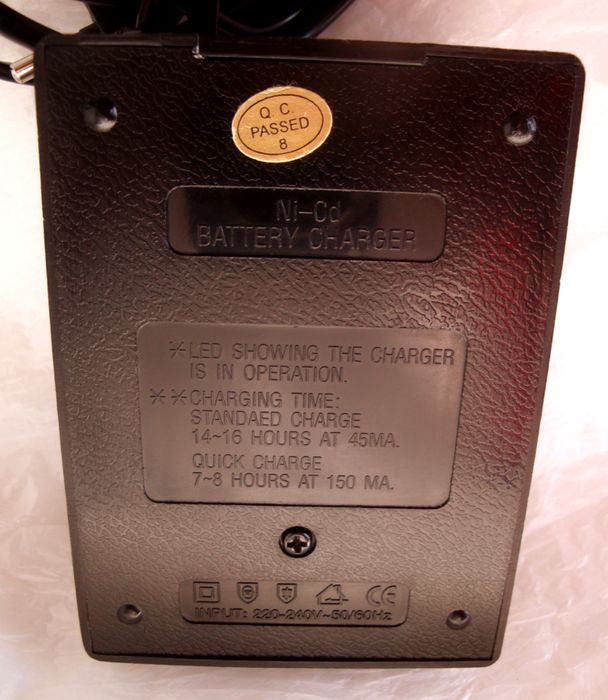 Q. C.
PASSED
8
Ni-Cd
BATTERY CHARGER
※LED SHOWING THE CHARGER
IS IN OPERATION.
※※CHARGING TIME:
STANDAED CHARGE
14~16 HOURS AT 45MA.
QUICK CHARGE
7~8 HOURS AT 150 MA.
CE
INPUT: 220-240V~50/60Hz